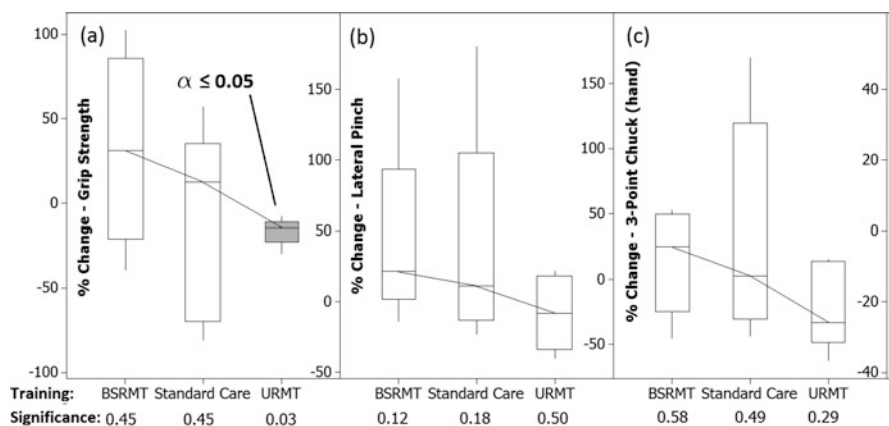 (a)
(b)
(c)
α ≤ 0.05
% Change - Grip Strength
100
50
0
-50
-100
% Change - Lateral Pinch
150
100
50
0
-50
% Change - 3-Point Chuck (hand)
150
100
50
0
-50
40
20
0
-20
-40
Training: BSRMT Standard Care URMT BSRMT Standard Care URMT BSRMT Standard Care URMT
Significance: 0.45 0.45 0.03 0.12 0.18 0.50 0.58 0.49 0.29